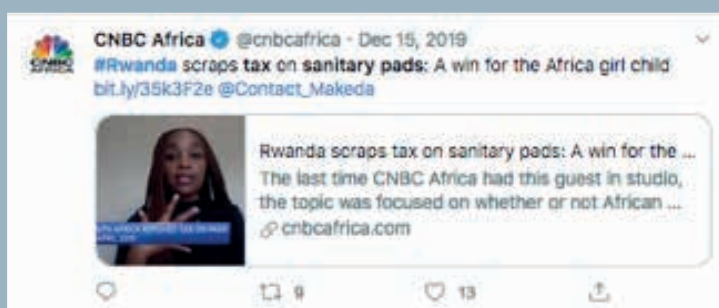 CNBC Africa @cnbcafrica - Dec 15, 2019
#Rwanda scraps tax on sanitary pads: A win for the Africa girl child
bit.ly/35k3F2e @Contact_Makeda
Rwanda scraps tax on sanitary pads: A win for the ...
The last time CNBC Africa had this guest in studio,
the topic was focused on whether or not African ...
cnbcafrica.com
9 13